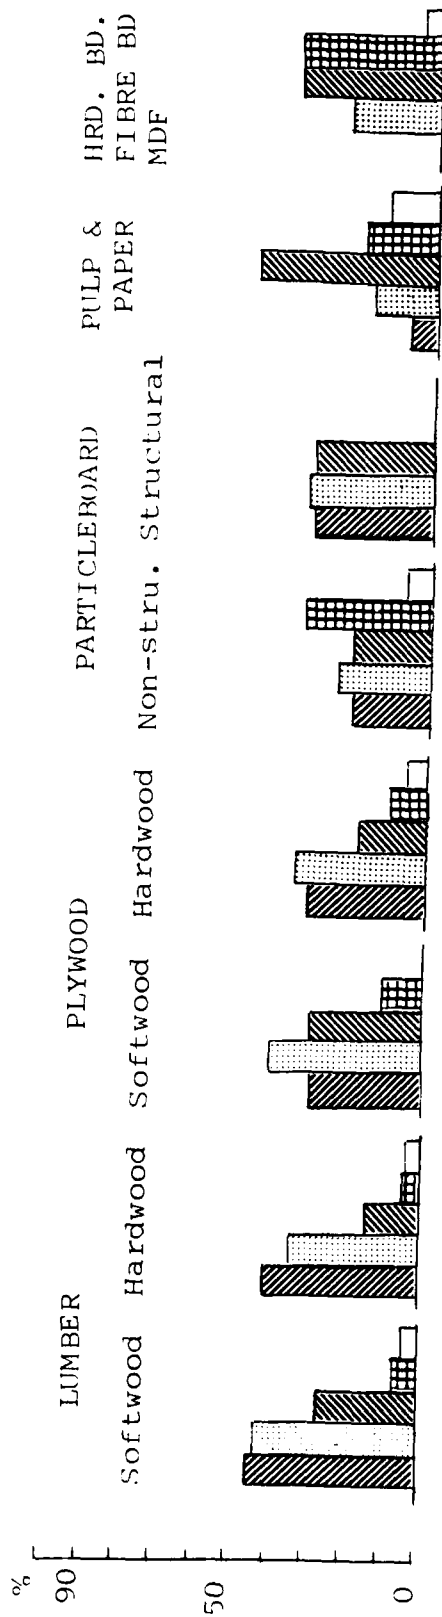 %
90
50
0
LUMBER
Softwood Hardwood
PLYWOOD
Softwood Hardwood
PARTICLEBOARD
Non-stru. Structural
PULP &
PAPER
HRD. BD.
FIBRE BD
MDF